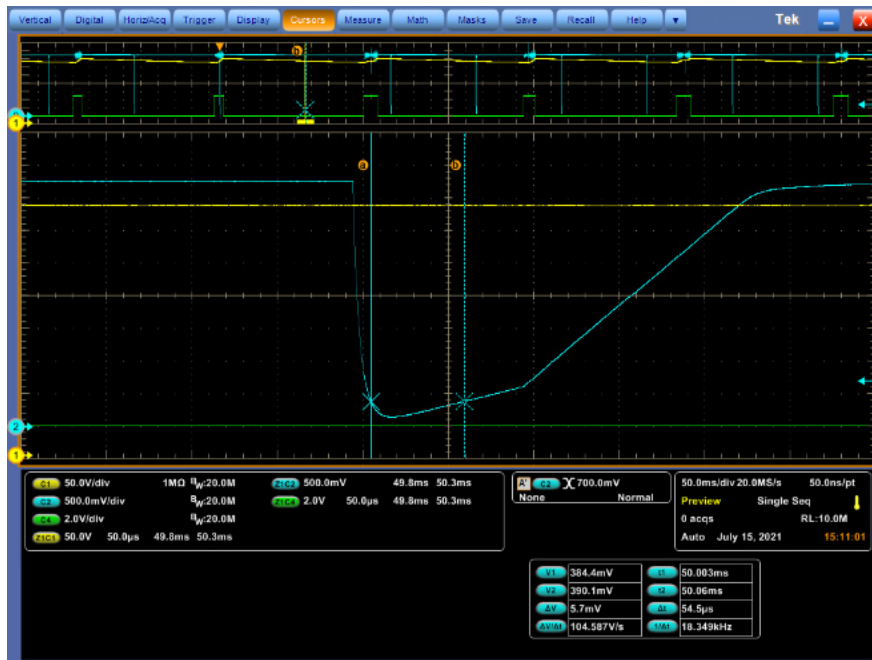 Vertical Digital Horiz/Acq Trigger Display Cursors Measure Math Masks Save Recall Help Tek X
b
1
a b
2
1
C1 50.0V/div 1MΩ BW:20.0M
C2 500.0mV/div BW:20.0M
C4 2.0V/div BW:20.0M
Z1C1 50.0V 50.0µs 49.8ms 50.3ms
Z1C2 500.0mV 49.8ms 50.3ms
Z1C4 2.0V 50.0µs 49.8ms 50.3ms
A' C2 700.0mV
None Normal
50.0ms/div 20.0MS/s 50.0ns/pt
Preview Single Seq
0 acqs RL:10.0M
Auto July 15, 2021 15:11:01
V1 384.4mV t1 50.003ms
V2 390.1mV t2 50.06ms
ΔV 5.7mV Δt 54.5µs
ΔV/Δt 104.587V/s 1/Δt 18.349kHz